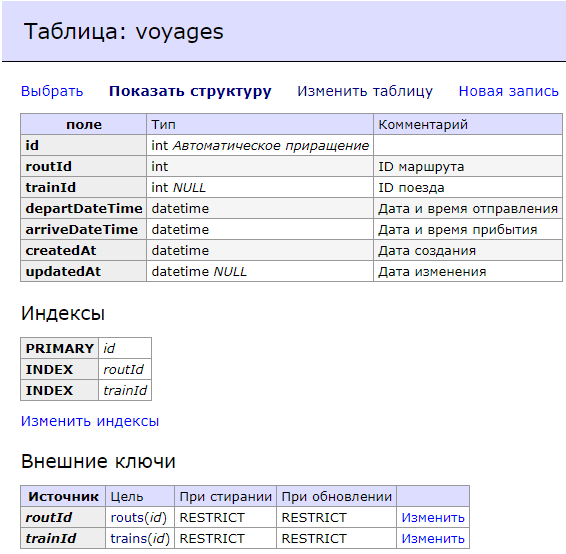 Таблица: voyages
Выбрать Показать структуру Изменить таблицу Новая запись
поле Тип Комментарий
id int Автоматическое приращение
routId int ID маршрута
trainId int NULL ID поезда
departDateTime datetime Дата и время отправления
arriveDateTime datetime Дата и время прибытия
createdAt datetime Дата создания
updatedAt datetime NULL Дата изменения
Индексы
PRIMARY id
INDEX routId
INDEX trainId
Изменить индексы
Внешние ключи
Источник Цель При стирании При обновлении
routId routs(id) RESTRICT RESTRICT Изменить
trainId trains(id) RESTRICT RESTRICT Изменить